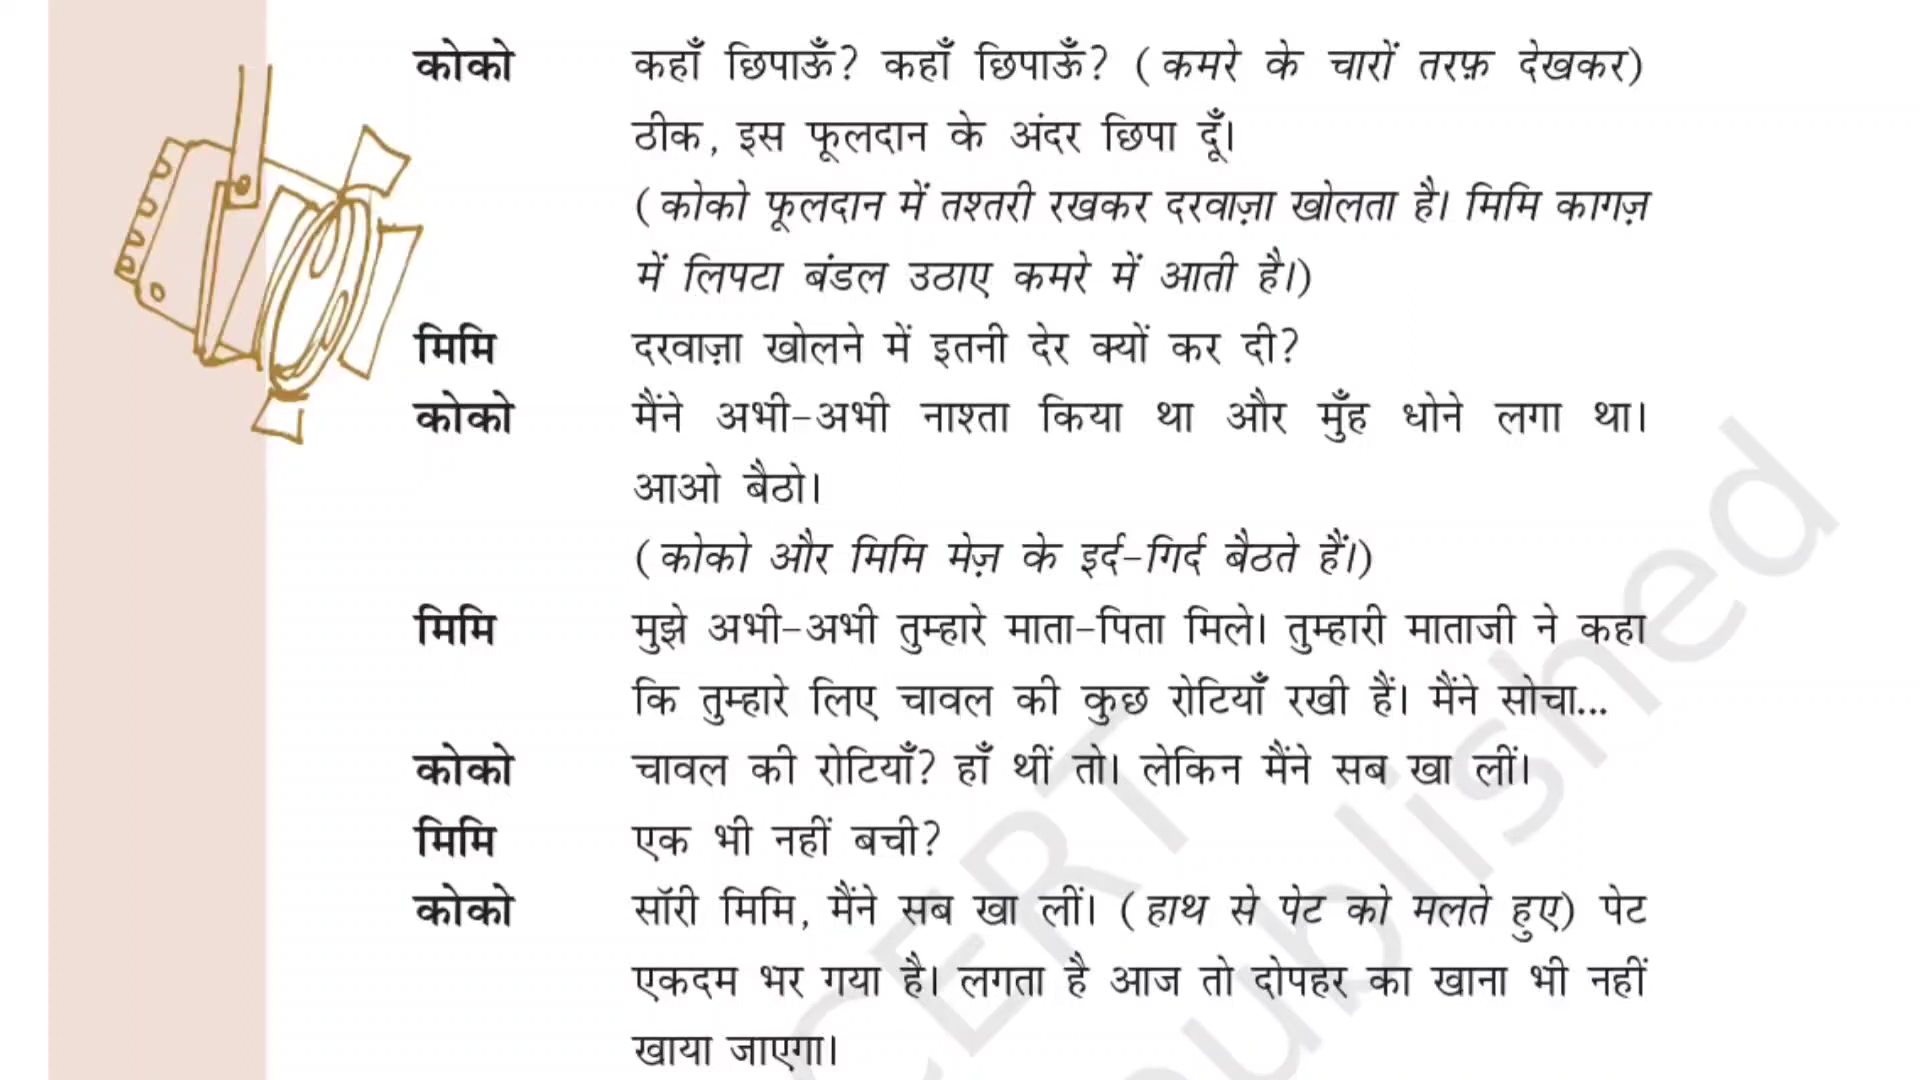 कोको कहाँ छिपाऊँ? कहाँ छिपाऊँ? (कमरे के चारों तरफ़ देखकर)
ठीक, इस फूलदान के अंदर छिपा दूँ।
(कोको फूलदान में तश्तरी रखकर दरवाज़ा खोलता है। मिमि कागज़
में लिपटा बंडल उठाए कमरे में आती है।)
मिमि दरवाज़ा खोलने में इतनी देर क्यों कर दी?
कोको मैंने अभी-अभी नाश्ता किया था और मुँह धोने लगा था।
आओ बैठो।
(कोको और मिमि मेज़ के इर्द-गिर्द बैठते हैं।)
मिमि मुझे अभी-अभी तुम्हारे माता-पिता मिले। तुम्हारी माताजी ने कहा
कि तुम्हारे लिए चावल की कुछ रोटियाँ रखी हैं। मैंने सोचा...
कोको चावल की रोटियाँ? हाँ थीं तो। लेकिन मैंने सब खा लीं।
मिमि एक भी नहीं बची?
कोको सॉरी मिमि, मैंने सब खा लीं। (हाथ से पेट को मलते हुए) पेट
एकदम भर गया है। लगता है आज तो दोपहर का खाना भी नहीं
खाया जाएगा।
CERT
ublished